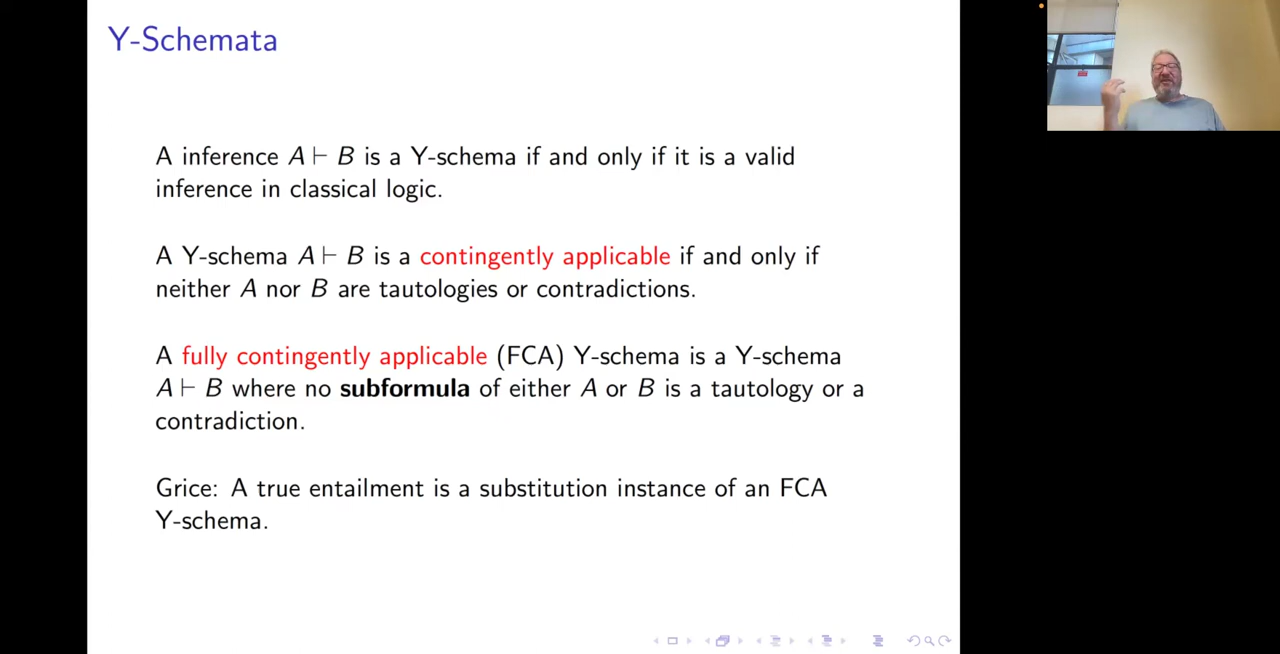 Y-Schemata
A inference A ⊢ B is a Y-schema if and only if it is a valid
inference in classical logic.
A Y-schema A ⊢ B is a contingently applicable if and only if
neither A nor B are tautologies or contradictions.
A fully contingently applicable (FCA) Y-schema is a Y-schema
A ⊢ B where no subformula of either A or B is a tautology or a
contradiction.
Grice: A true entailment is a substitution instance of an FCA
Y-schema.